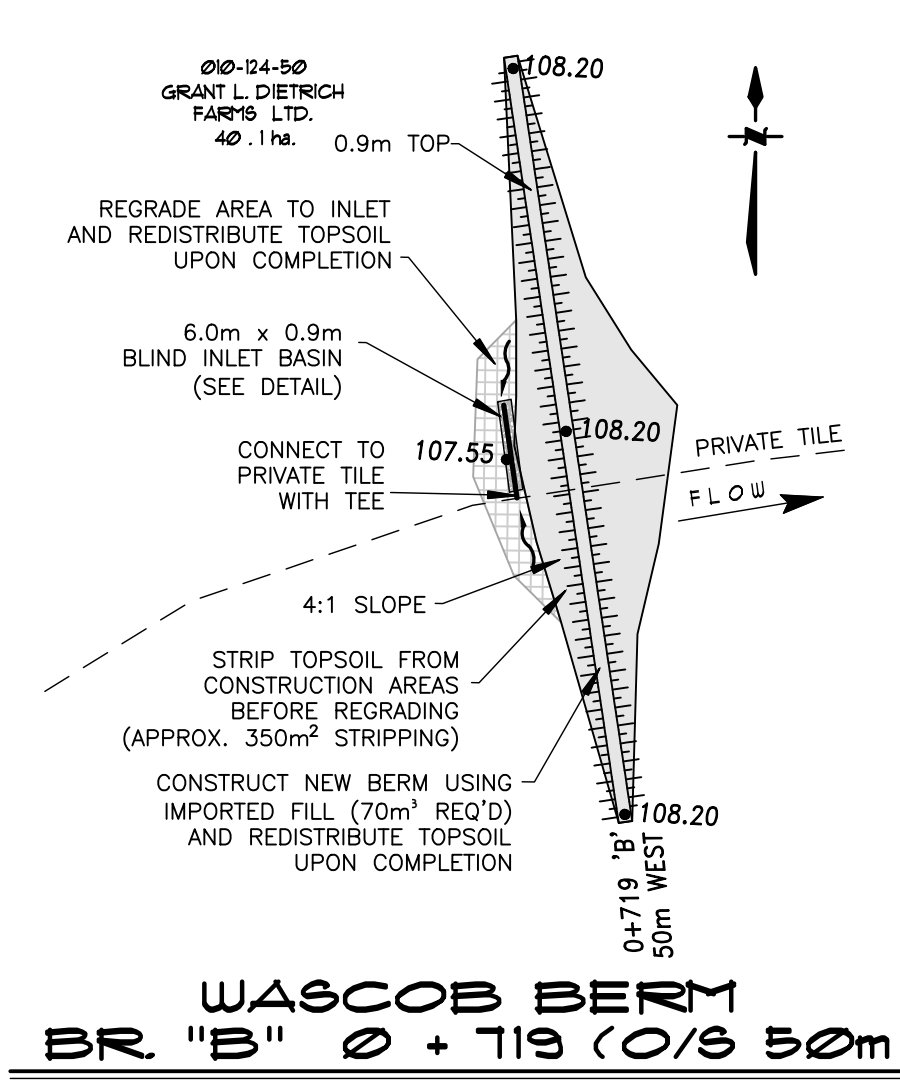 010-124-50
GRANT L. DIETRICH
FARMS LTD.
40.1 ha.
108.20
0.9m TOP
N
REGRADE AREA TO INLET
AND REDISTRIBUTE TOPSOIL
UPON COMPLETION
6.0m x 0.9m
BLIND INLET BASIN
(SEE DETAIL)
108.20
PRIVATE TILE
CONNECT TO
PRIVATE TILE
WITH TEE
107.55
FLOW
4:1 SLOPE
STRIP TOPSOIL FROM
CONSTRUCTION AREAS
BEFORE REGRADING
(APPROX. 350m² STRIPPING)
CONSTRUCT NEW BERM USING
IMPORTED FILL (70m³ REQ'D)
AND REDISTRIBUTE TOPSOIL
UPON COMPLETION
108.20
0+719 'B'
50m WEST
WASCOB BERM
BR. "B" 0 + 719 (O/S 50m